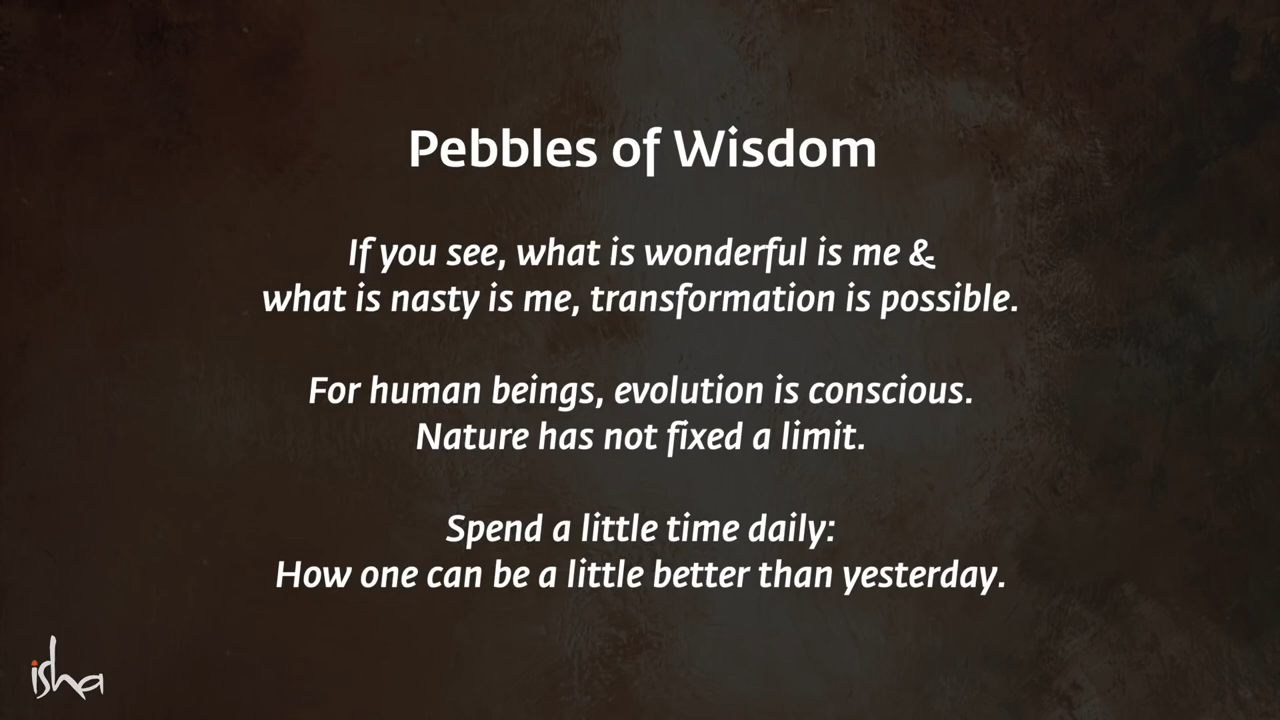 Pebbles of Wisdom
If you see, what is wonderful is me &
what is nasty is me, transformation is possible.
For human beings, evolution is conscious.
Nature has not fixed a limit.
Spend a little time daily:
How one can be a little better than yesterday.
isha